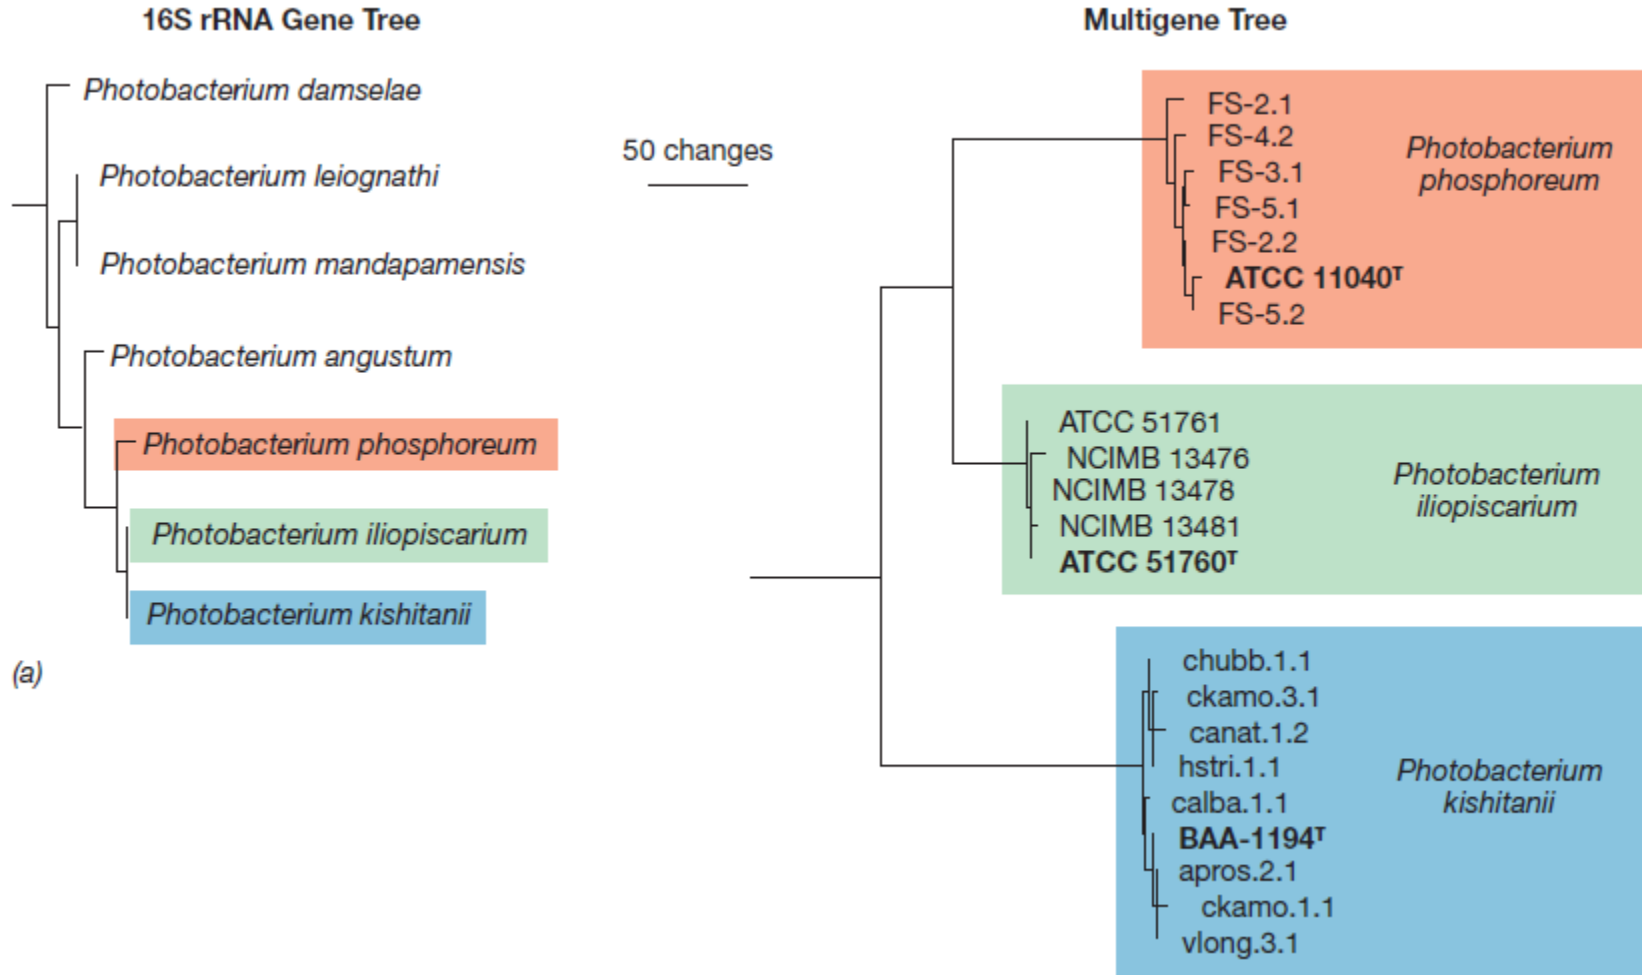 16S rRNA Gene Tree
Photobacterium damselae
Photobacterium leiognathi
Photobacterium mandapamensis
Photobacterium angustum
Photobacterium phosphoreum
Photobacterium iliopiscarium
Photobacterium kishitanii
(a)
50 changes
Multigene Tree
FS-2.1
FS-4.2
FS-3.1
FS-5.1
FS-2.2
ATCC 11040ᵀ
FS-5.2
Photobacterium
phosphoreum
ATCC 51761
NCIMB 13476
NCIMB 13478
NCIMB 13481
ATCC 51760ᵀ
Photobacterium
iliopiscarium
chubb.1.1
ckamo.3.1
canat.1.2
hstri.1.1
calba.1.1
BAA-1194ᵀ
apros.2.1
ckamo.1.1
vlong.3.1
Photobacterium
kishitanii